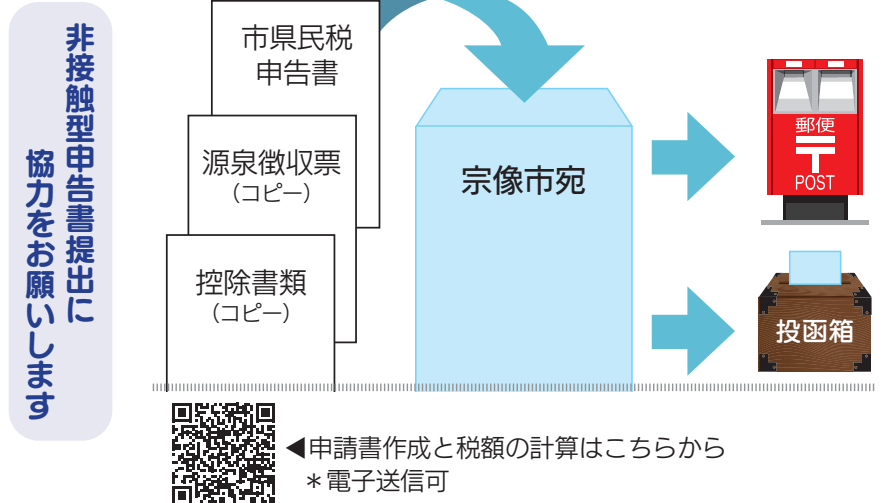 非接触型申告書提出に
協力をお願いします
市県民税
申告書
源泉徴収票
（コピー）
控除書類
（コピー）
宗像市宛
郵便
〒
POST
投函箱
◀申請書作成と税額の計算はこちらから
＊電子送信可